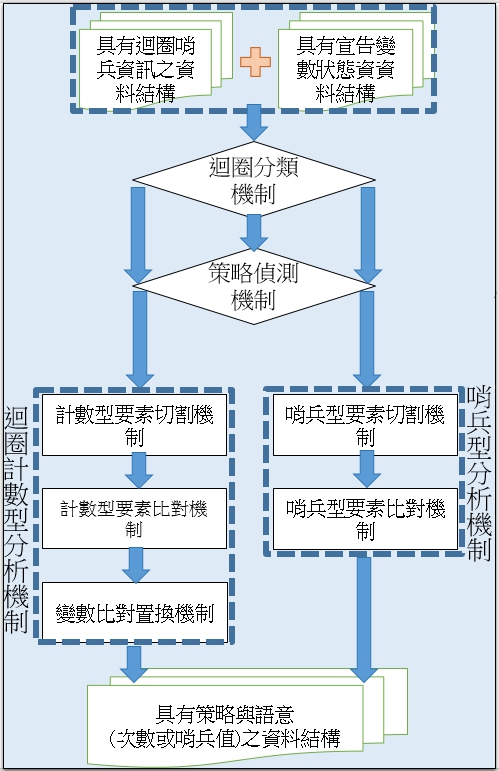 具有迴圈哨
兵資訊之資
料結構
具有宣告變
數狀態資資
料結構
迴圈分類
機制
策略偵測
機制
迴圈計數型分析機制
計數型要素切割機
制
計數型要素比對機
制
變數比對置換機制
哨兵型要素切割機
制
哨兵型要素比對機
制
哨兵型分析機制
具有策略與語意
(次數或哨兵值)之資料結構